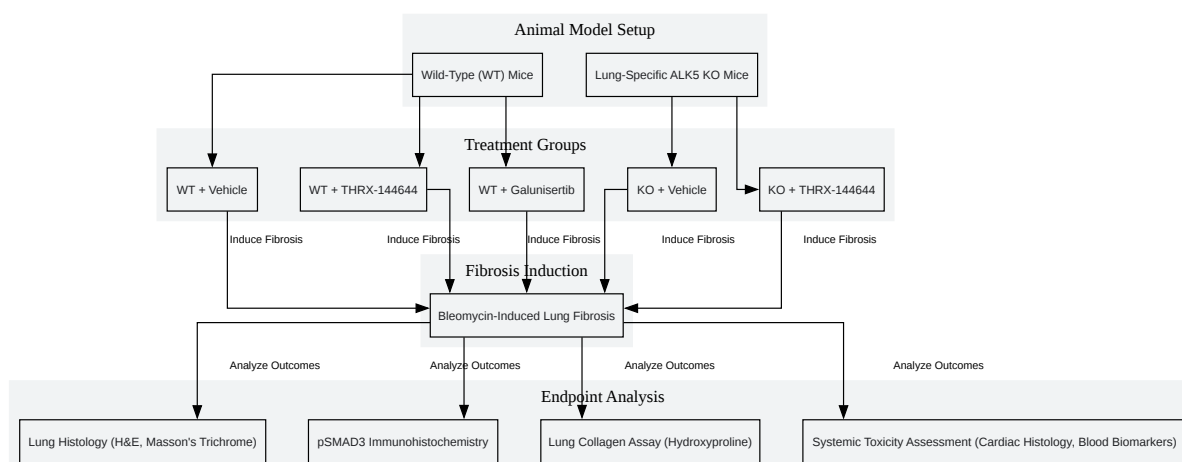 Animal Model Setup
Wild-Type (WT) Mice
Lung-Specific ALK5 KO Mice
Treatment Groups
WT + Vehicle
WT + THRX-144644
WT + Galunisertib
KO + Vehicle
KO + THRX-144644
Induce Fibrosis
Induce Fibrosis
Induce Fibrosis
Induce Fibrosis
Induce Fibrosis
Fibrosis Induction
Bleomycin-Induced Lung Fibrosis
Analyze Outcomes
Analyze Outcomes
Analyze Outcomes
Analyze Outcomes
Endpoint Analysis
Lung Histology (H&E, Masson's Trichrome)
pSMAD3 Immunohistochemistry
Lung Collagen Assay (Hydroxyproline)
Systemic Toxicity Assessment (Cardiac Histology, Blood Biomarkers)